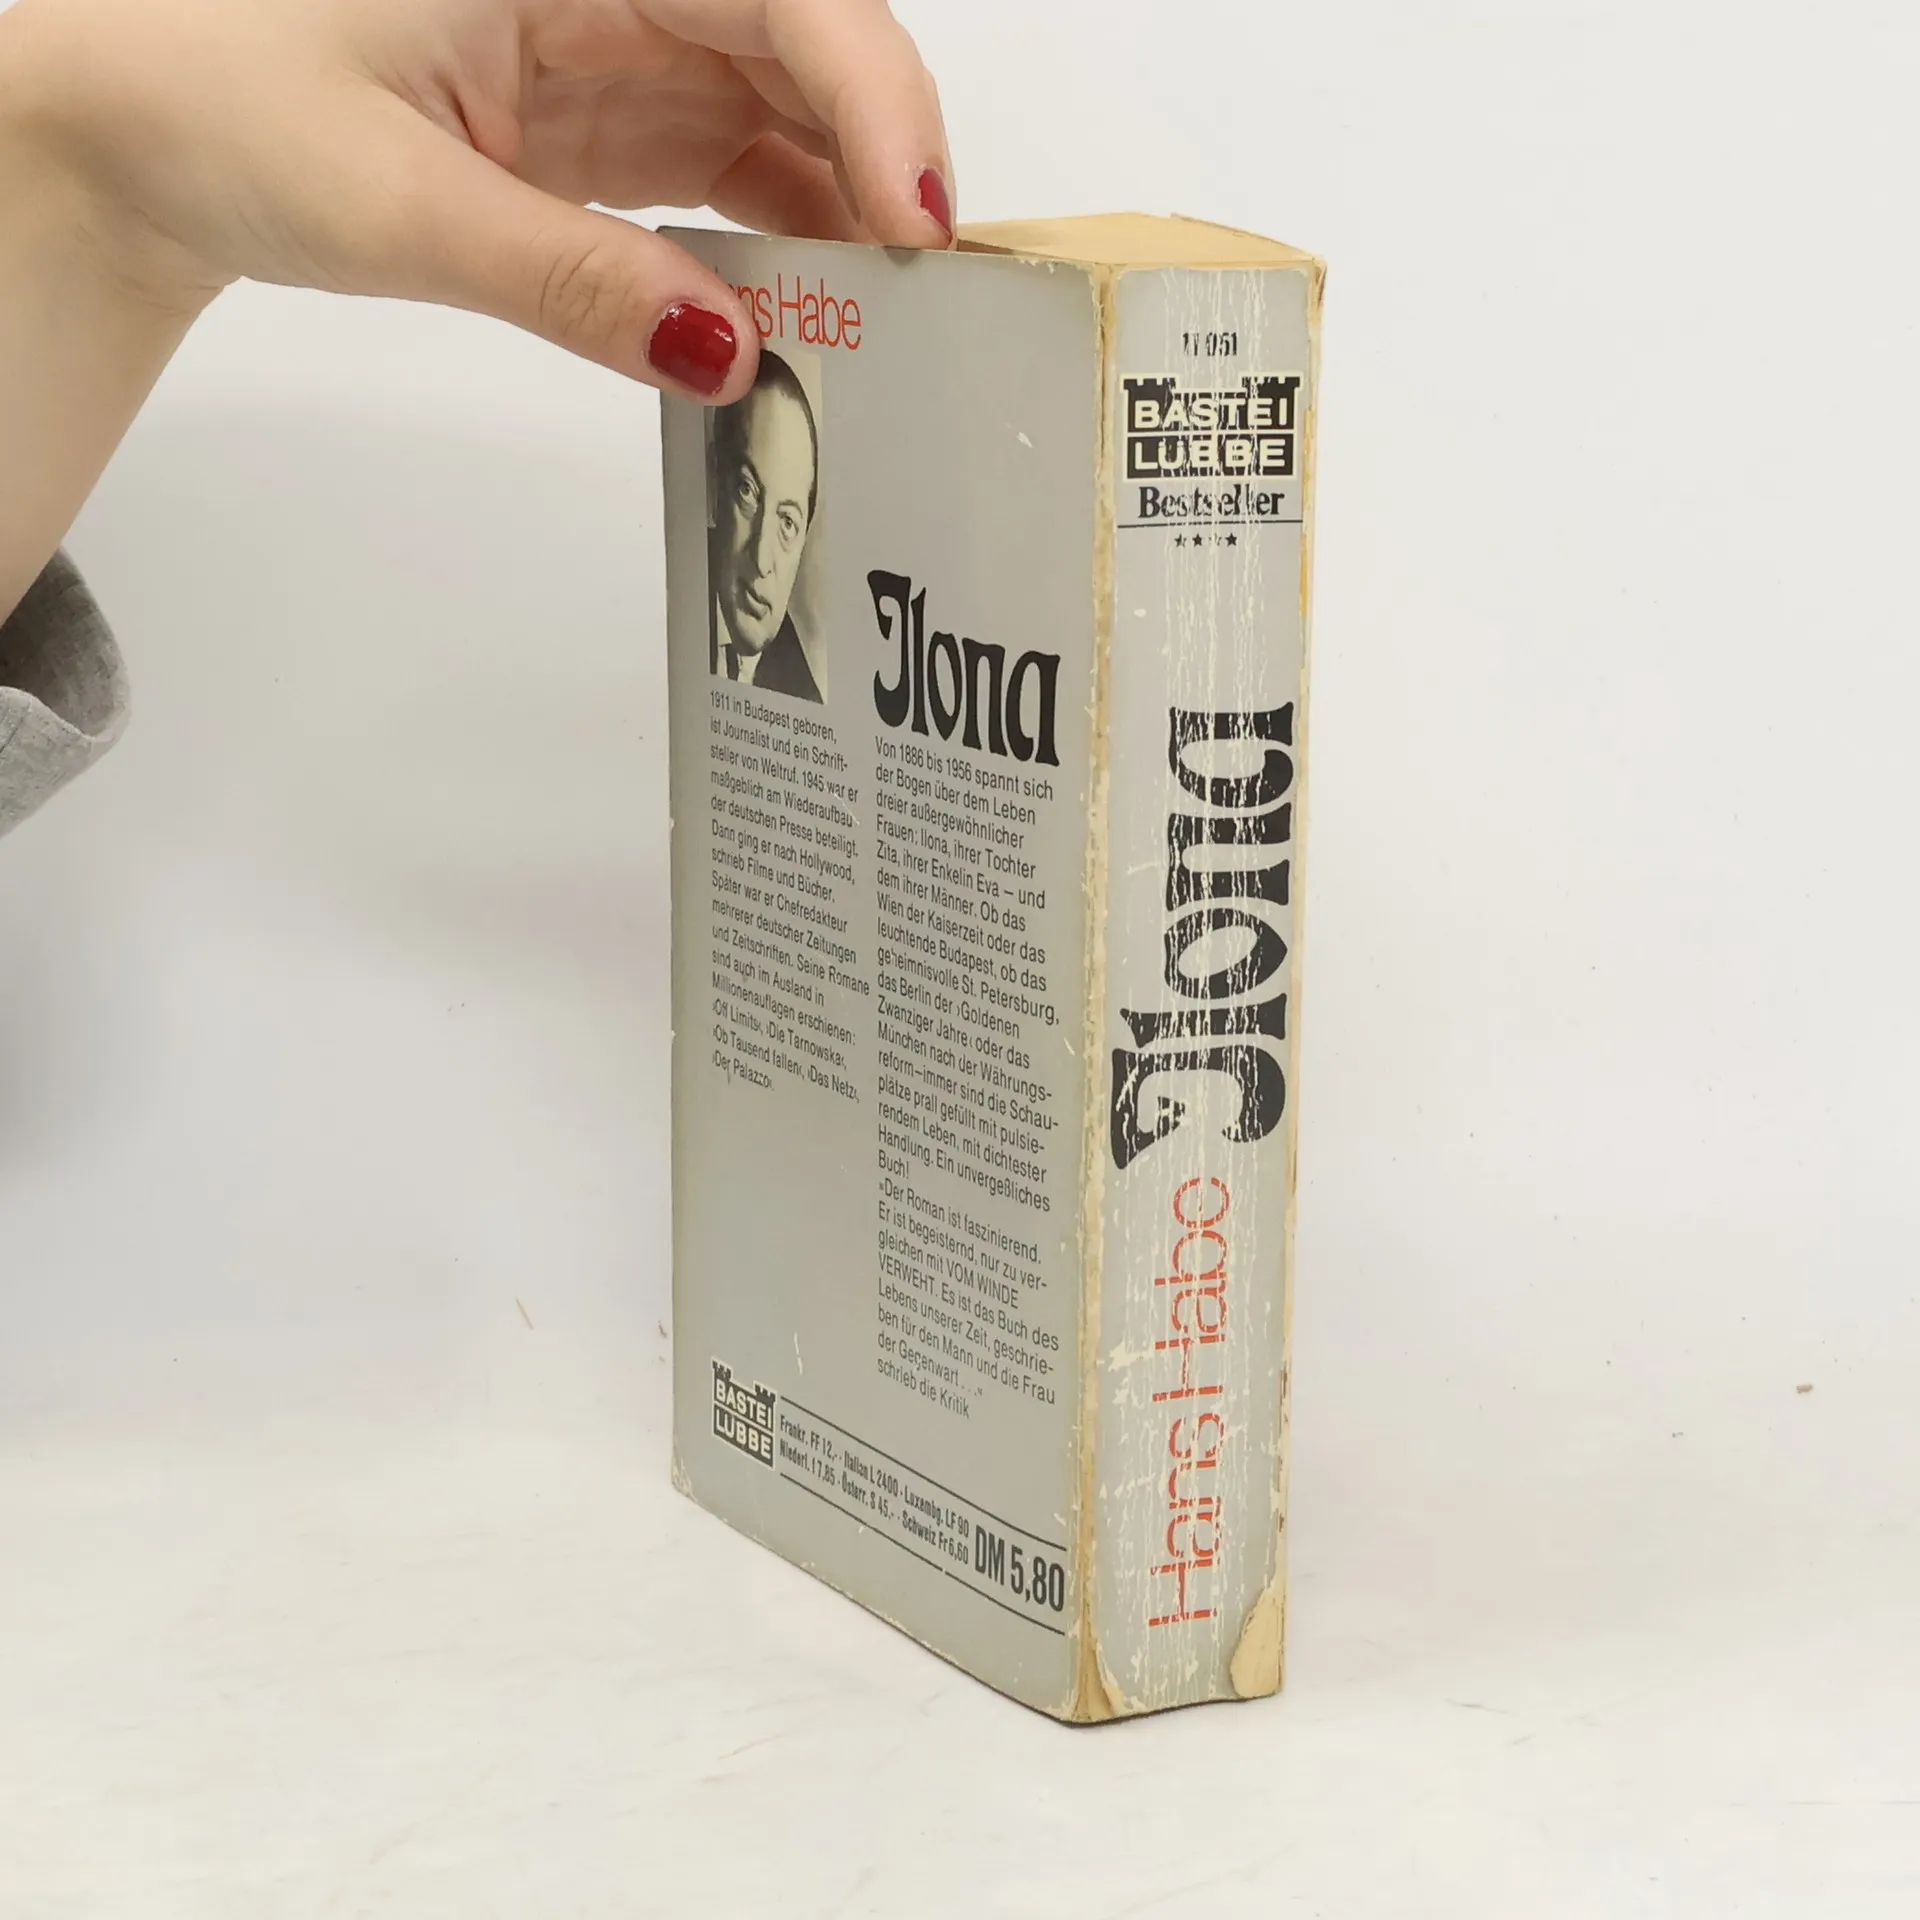 Habe
1911 in Budapest geboren,
ist Journalist und ein Schrift-
steller von Weltruf. 1945 war er
maßgeblich am Wiederaufbau
der deutschen Presse beteiligt.
Dann ging er nach Hollywood,
schrieb Filme und Bücher.
Später war er Chefredakteur
mehrerer deutscher Zeitungen
und Zeitschriften. Seine Romane
sind auch im Ausland in
Millionenauflagen erschienen:
›Off Limits‹, ›Die Tarnowska‹,
›Ob Tausend fallen‹, ›Das Netz‹,
›Der Palazzo‹.
Ilona
Von 1886 bis 1956 spannt sich
der Bogen über dem Leben
dreier außergewöhnlicher
Frauen: Ilona, ihrer Tochter
Zita, ihrer Enkelin Eva – und
dem ihrer Männer. Ob das
Wien der Kaiserzeit oder das
leuchtende Budapest, ob das
geheimnisvolle St. Petersburg,
das Berlin der ›Goldenen
Zwanziger Jahre‹ oder das
München nach der Währungs-
reform – immer sind die Schau-
plätze prall gefüllt mit pulsie-
rendem Leben, mit dichtester
Handlung. Ein unvergeßliches
Buch!
»Der Roman ist faszinierend.
Er ist begeisternd, nur zu ver-
gleichen mit VOM WINDE
VERWEHT. Es ist das Buch des
Lebens unserer Zeit, geschrie-
ben für den Mann und die Frau
der Gegenwart . . .«
schrieb die Kritik
BASTEI
LÜBBE
Frankr. FF 12,- · Italien L 2400 · Luxembg. LF 90
Niederl. f 7,85 · Österr. S 45,- · Schweiz Fr 6,60
DM 5,80
11 051
BASTEI
LÜBBE
Bestseller
Ilona
Hans Habe